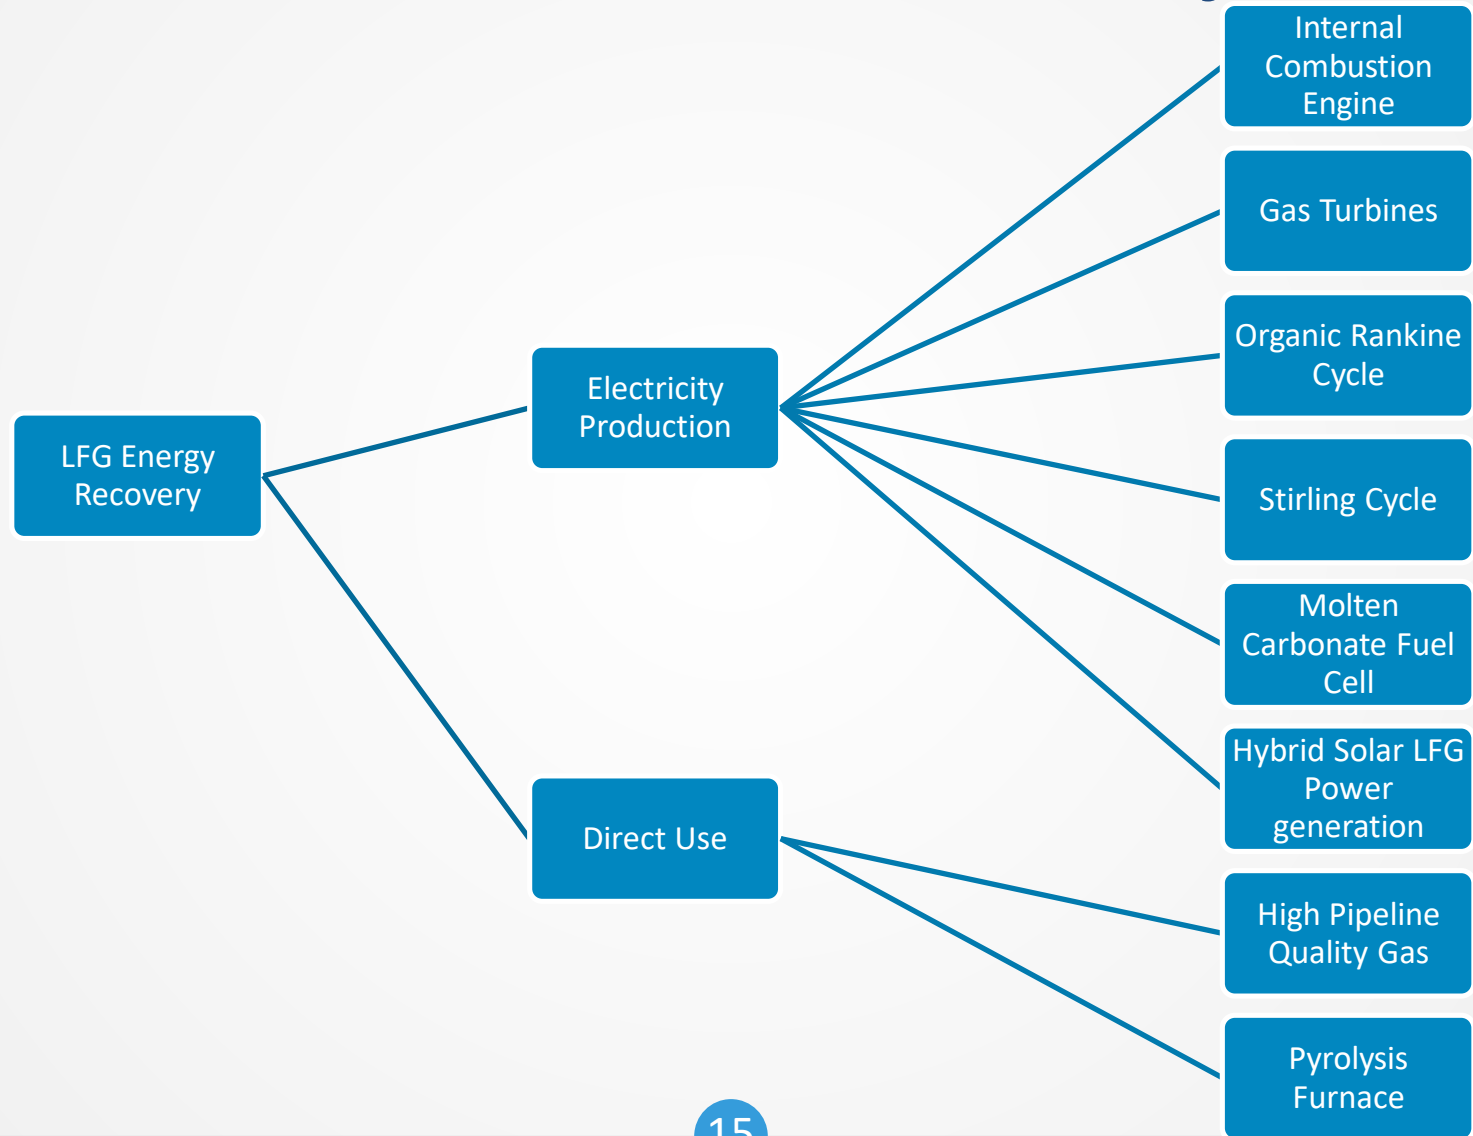 LFG Energy
Recovery
Electricity
Production
Direct Use
Internal
Combustion
Engine
Gas Turbines
Organic Rankine
Cycle
Stirling Cycle
Molten
Carbonate Fuel
Cell
Hybrid Solar LFG
Power
generation
High Pipeline
Quality Gas
Pyrolysis
Furnace
15